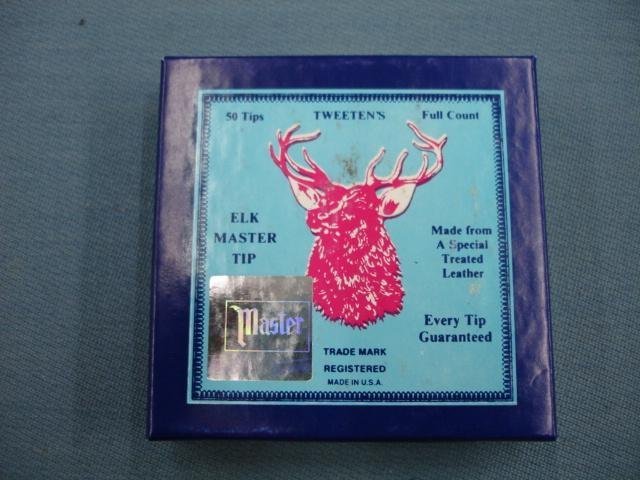 50 Tips TWEETEN'S Full Count
ELK
MASTER
TIP
Made from
A Special
Treated
Leather
Every Tip
Guaranteed
Master
TRADE MARK
REGISTERED
MADE IN U.S.A.